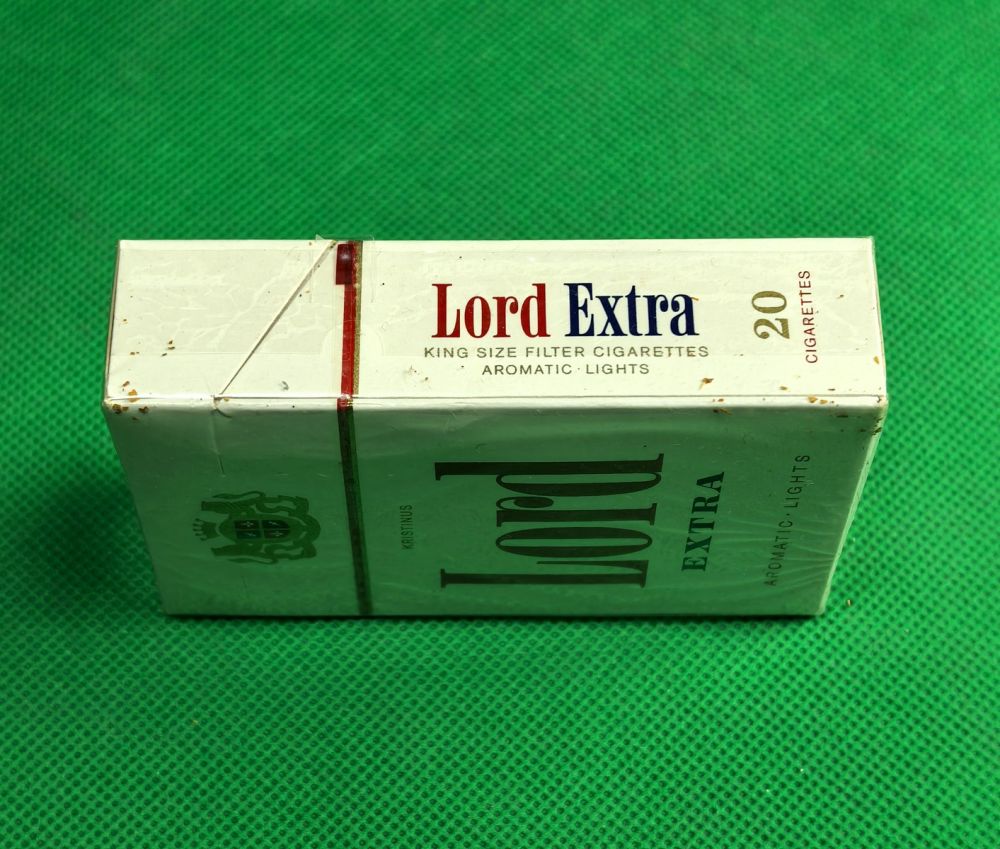 Lord Extra
KING SIZE FILTER CIGARETTES
AROMATIC · LIGHTS
20
CIGARETTES
KRISTINUS
Lord
EXTRA
AROMATIC · LIGHTS